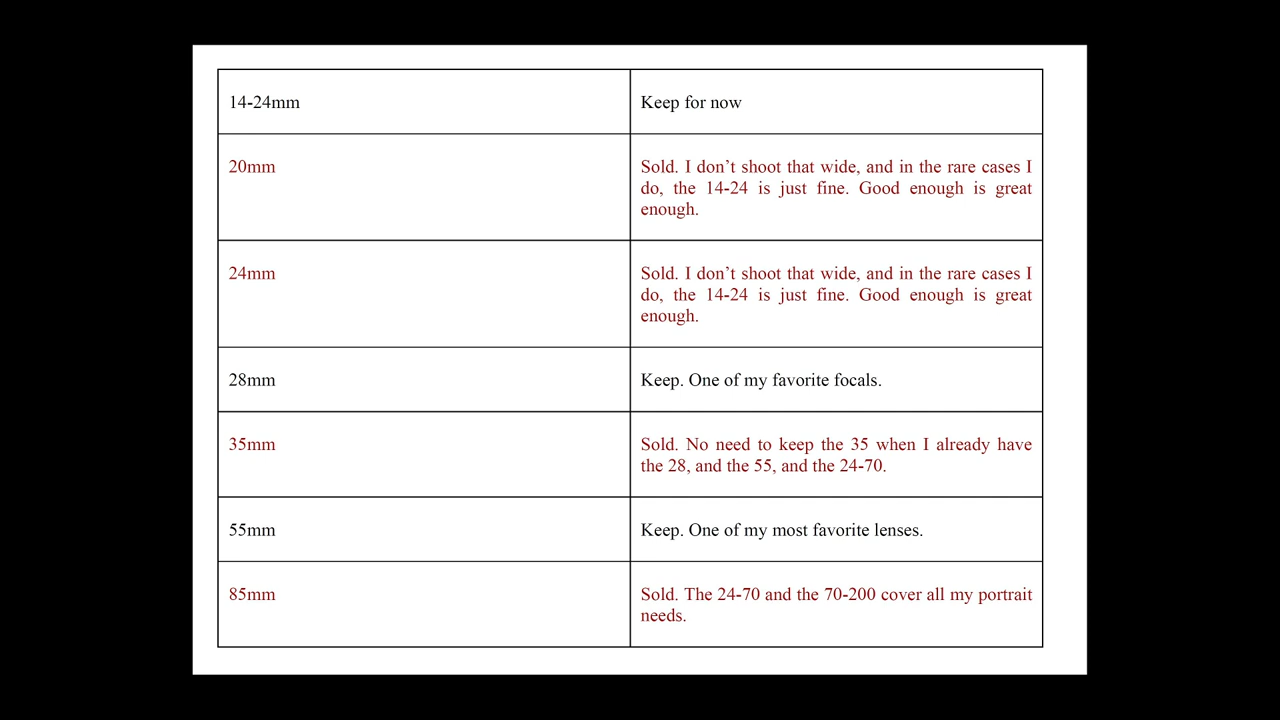 14-24mm
Keep for now
20mm
Sold. I don’t shoot that wide, and in the rare cases I
do, the 14-24 is just fine. Good enough is great
enough.
24mm
Sold. I don’t shoot that wide, and in the rare cases I
do, the 14-24 is just fine. Good enough is great
enough.
28mm
Keep. One of my favorite focals.
35mm
Sold. No need to keep the 35 when I already have
the 28, and the 55, and the 24-70.
55mm
Keep. One of my most favorite lenses.
85mm
Sold. The 24-70 and the 70-200 cover all my portrait
needs.